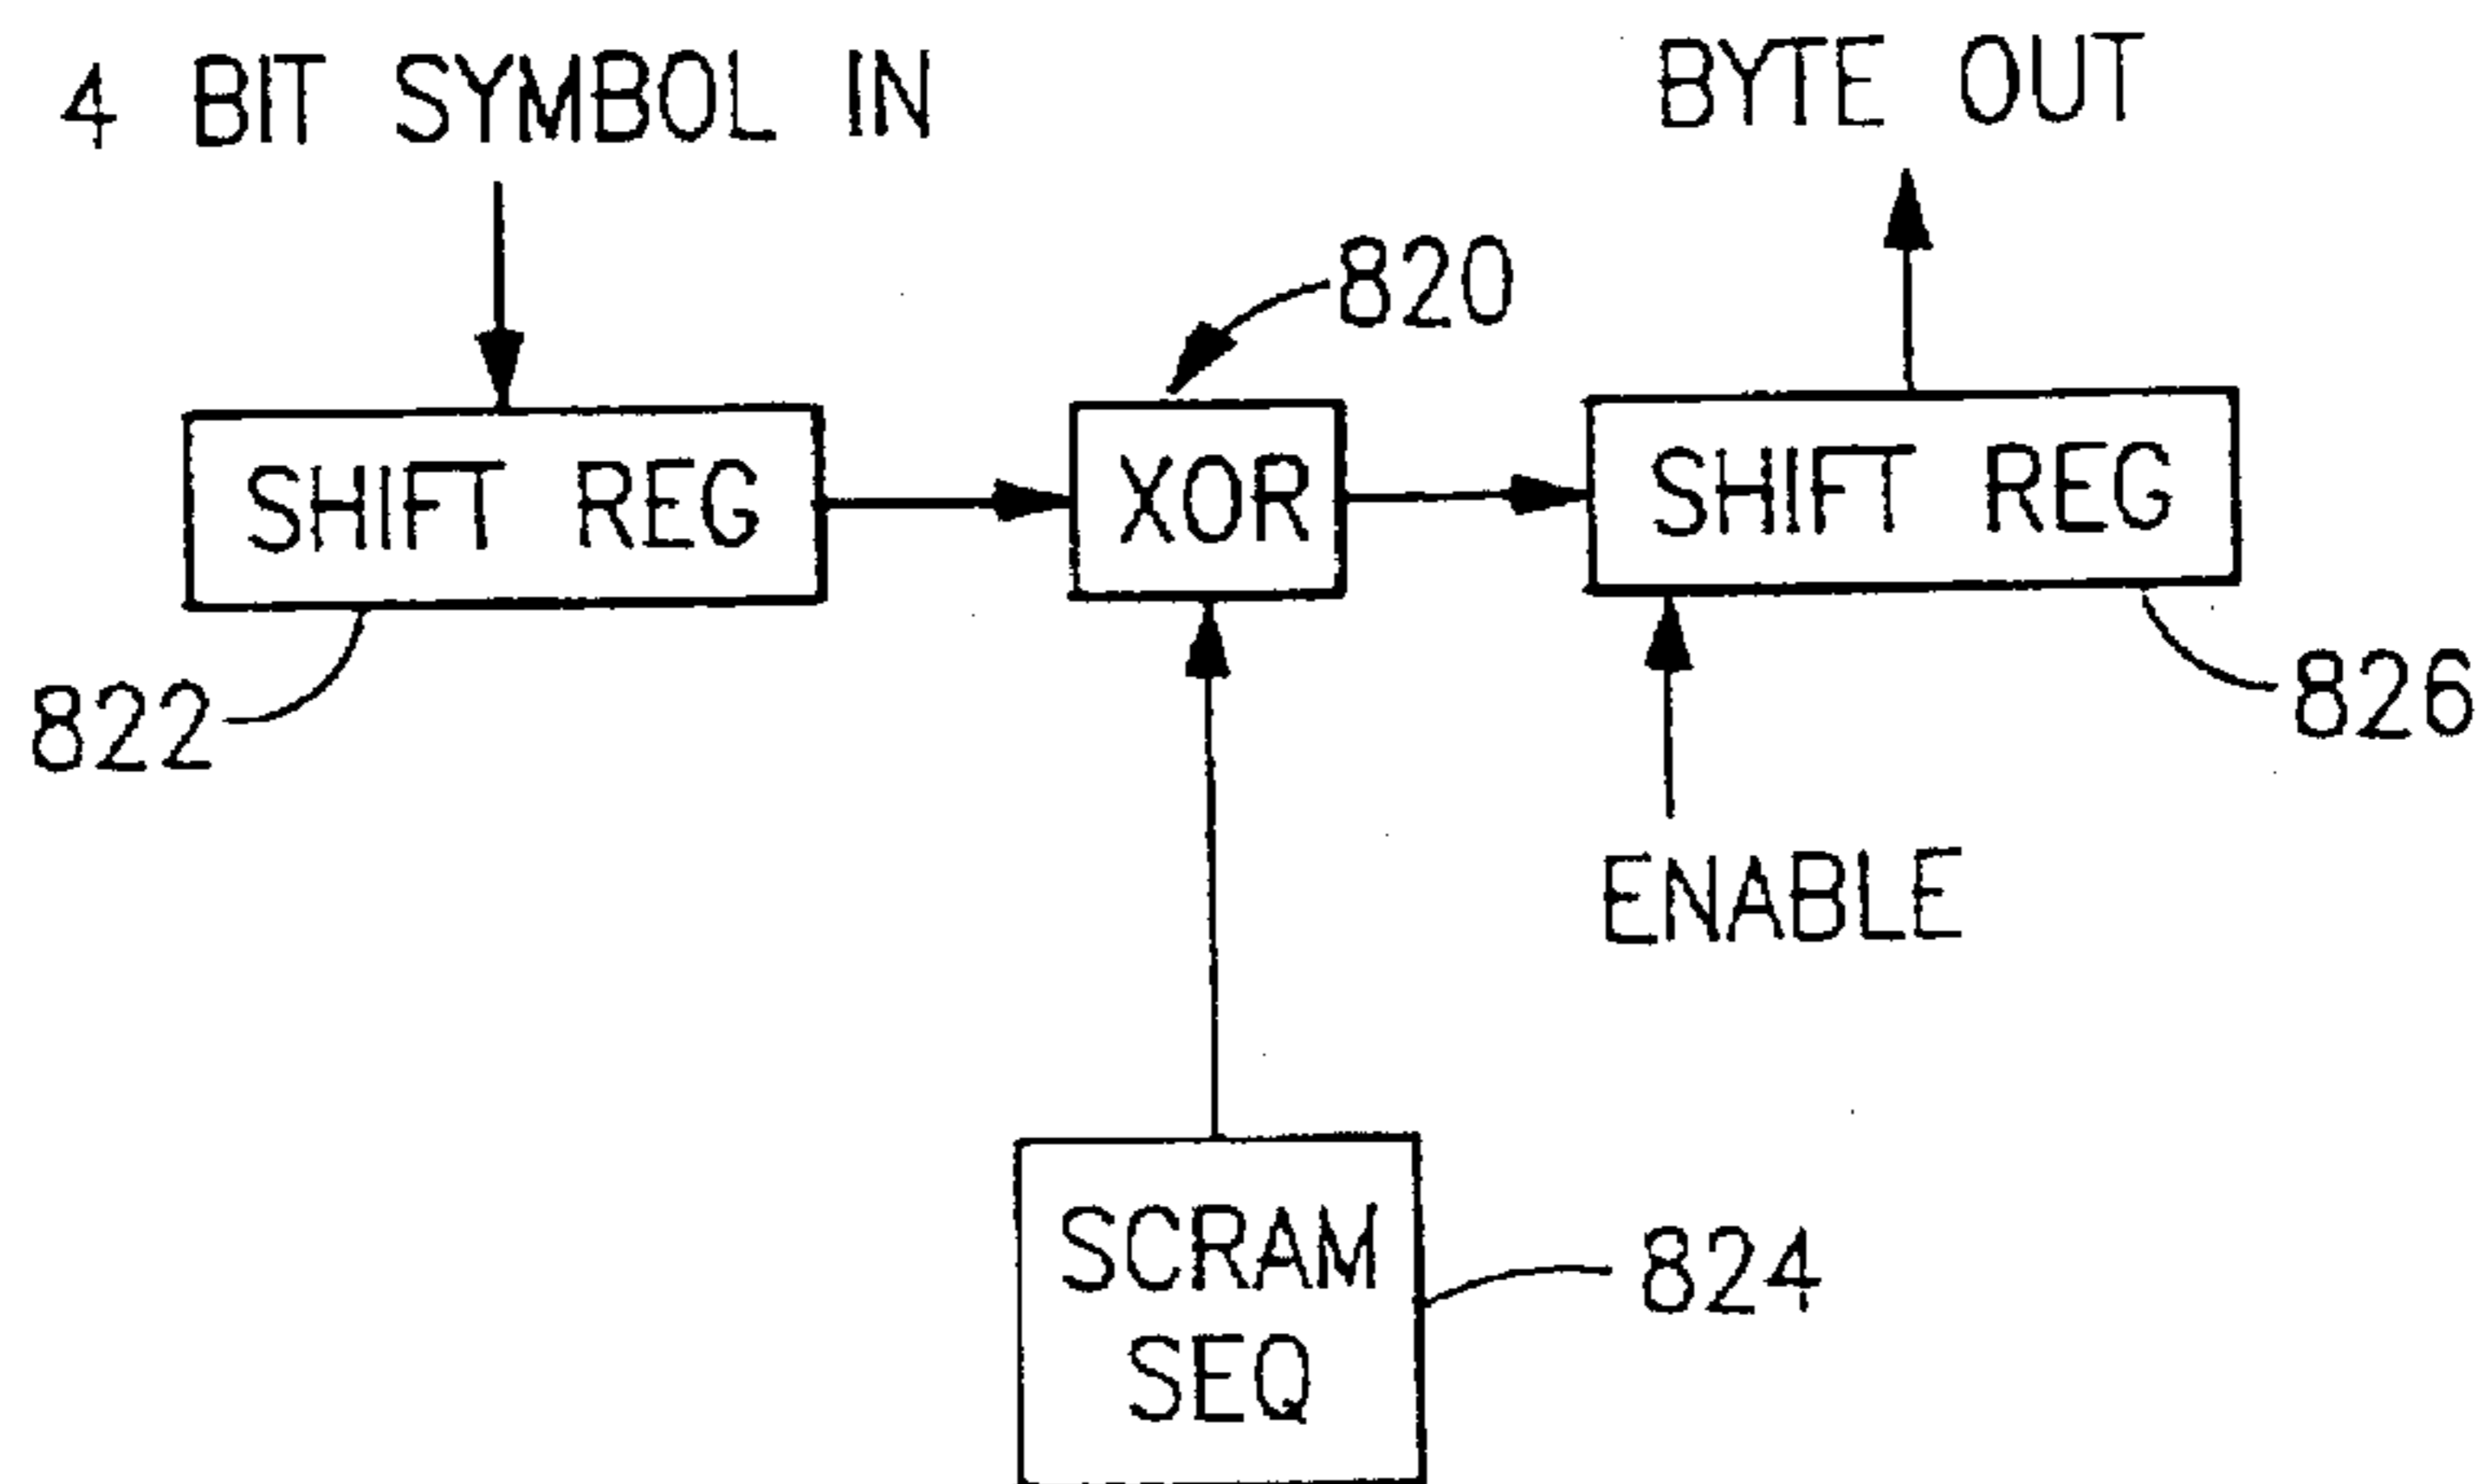 4 BIT SYMBOL IN
BYTE OUT
820
SHIFT REG
XOR
SHIFT REG
822
826
ENABLE
SCRAM
SEQ
824